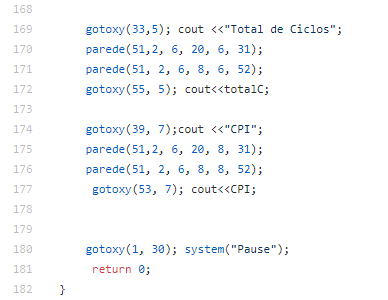 168
169 gotoxy(33,5); cout <<"Total de Ciclos";
170 parede(51,2, 6, 20, 6, 31);
171 parede(51, 2, 6, 8, 6, 52);
172 gotoxy(55, 5); cout<<totalC;
173
174 gotoxy(39, 7);cout <<"CPI";
175 parede(51,2, 6, 20, 8, 31);
176 parede(51, 2, 6, 8, 8, 52);
177 gotoxy(53, 7); cout<<CPI;
178
179
180 gotoxy(1, 30); system("Pause");
181 return 0;
182 }